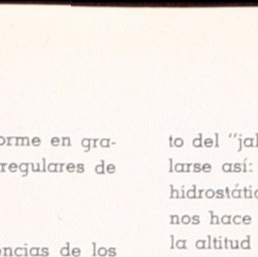 orme en gra-
regulares de
encias de los
to del "jal
larse así:
hidrostátic
nos hace
la altitud